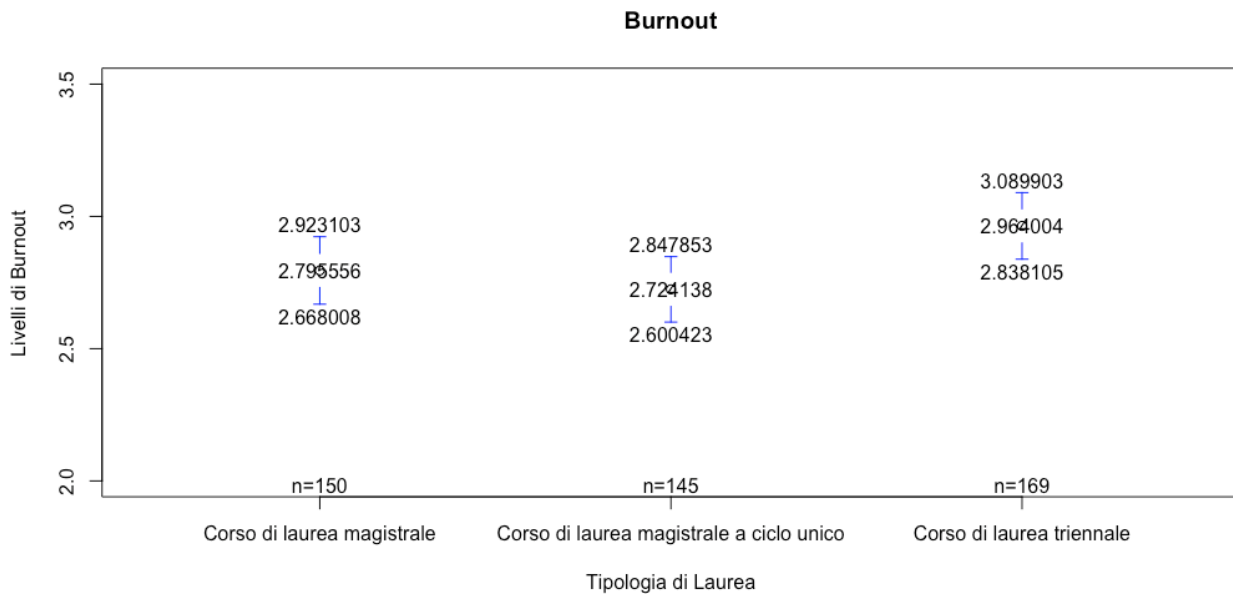 Burnout
Livelli di Burnout
3.5
3.0
2.5
2.0
2.923103
2.795556
2.668008
2.847853
2.724138
2.600423
3.089903
2.964004
2.838105
n=150
n=145
n=169
Corso di laurea magistrale
Corso di laurea magistrale a ciclo unico
Corso di laurea triennale
Tipologia di Laurea